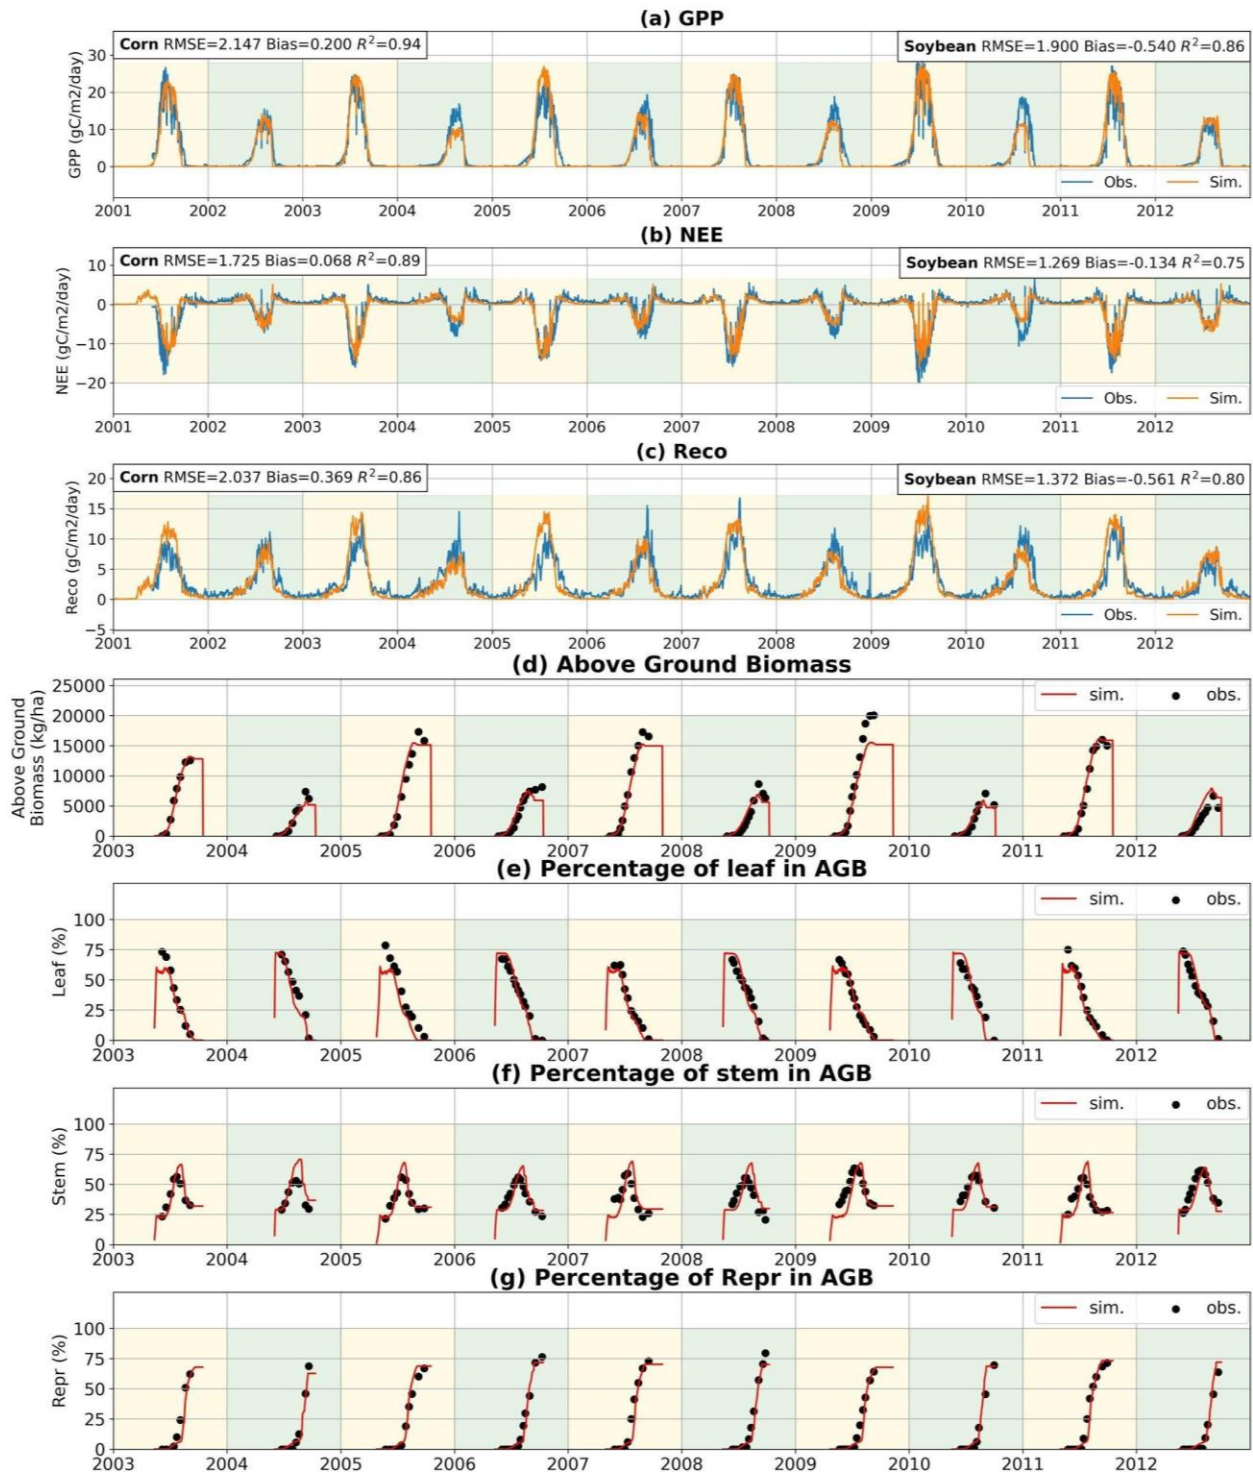 (a) GPP
Corn RMSE=2.147 Bias=0.200 R²=0.94
Soybean RMSE=1.900 Bias=-0.540 R²=0.86
GPP (gC/m2/day)
30
20
10
0
Obs. Sim.
2001 2002 2003 2004 2005 2006 2007 2008 2009 2010 2011 2012
(b) NEE
Corn RMSE=1.725 Bias=0.068 R²=0.89
Soybean RMSE=1.269 Bias=-0.134 R²=0.75
NEE (gC/m2/day)
10
0
−10
−20
Obs. Sim.
2001 2002 2003 2004 2005 2006 2007 2008 2009 2010 2011 2012
(c) Reco
Corn RMSE=2.037 Bias=0.369 R²=0.86
Soybean RMSE=1.372 Bias=-0.561 R²=0.80
Reco (gC/m2/day)
20
15
10
5
0
−5
Obs. Sim.
2001 2002 2003 2004 2005 2006 2007 2008 2009 2010 2011 2012
(d) Above Ground Biomass
Above Ground
Biomass (kg/ha)
25000
20000
15000
10000
5000
0
sim. obs.
2003 2004 2005 2006 2007 2008 2009 2010 2011 2012
(e) Percentage of leaf in AGB
Leaf (%)
100
75
50
25
0
sim. obs.
2003 2004 2005 2006 2007 2008 2009 2010 2011 2012
(f) Percentage of stem in AGB
Stem (%)
100
75
50
25
0
sim. obs.
2003 2004 2005 2006 2007 2008 2009 2010 2011 2012
(g) Percentage of Repr in AGB
Repr (%)
100
75
50
25
0
sim. obs.
2003 2004 2005 2006 2007 2008 2009 2010 2011 2012